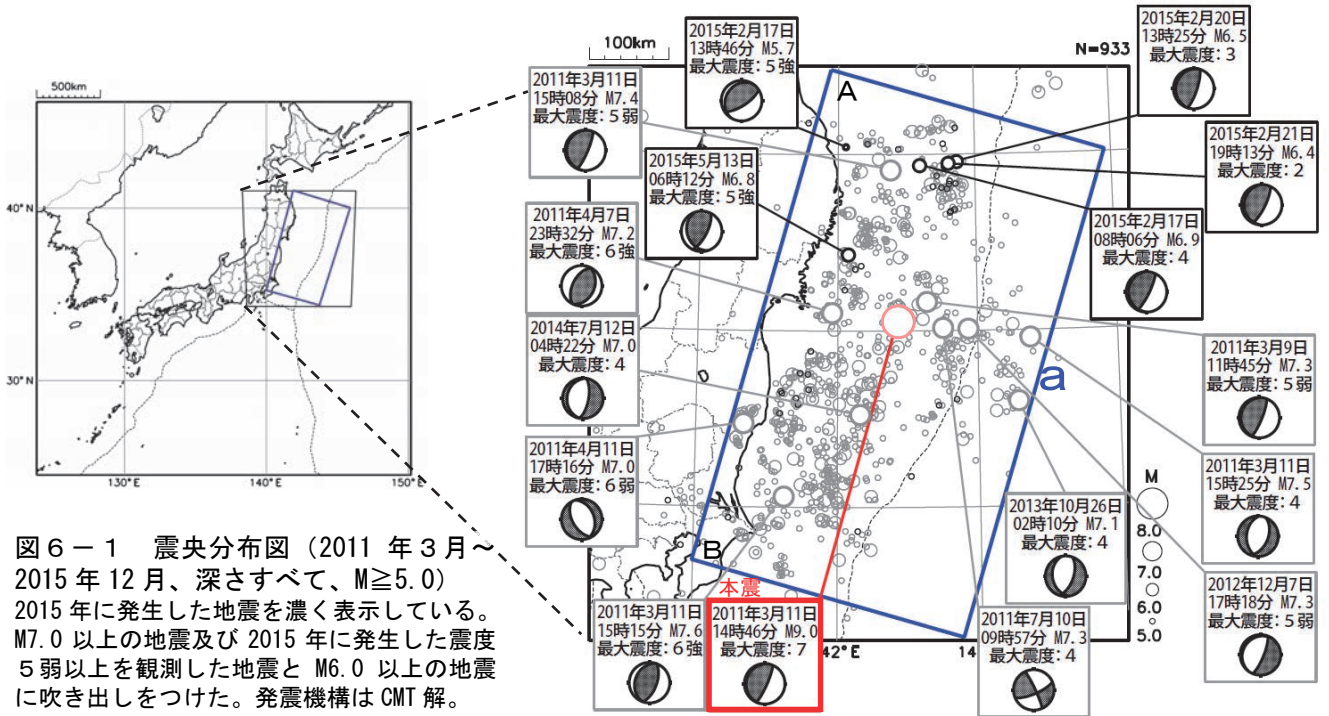 500km
40°N
30°N
130°E
140°E
150°E
図６－１ 震央分布図（2011 年３月～
2015 年 12 月、深さすべて、M≧5.0）
2015 年に発生した地震を濃く表示している。
M7.0 以上の地震及び 2015 年に発生した震度
５弱以上を観測した地震と M6.0 以上の地震
に吹き出しをつけた。発震機構は CMT 解。
100km
N=933
2015年2月17日
13時46分 M5.7
最大震度：5強
2015年2月20日
13時25分 M6.5
最大震度：3
2011年3月11日
15時08分 M7.4
最大震度：5弱
2015年2月21日
19時13分 M6.4
最大震度：2
2015年5月13日
06時12分 M6.8
最大震度：5強
2011年4月7日
23時32分 M7.2
最大震度：6強
2015年2月17日
08時06分 M6.9
最大震度：4
2014年7月12日
04時22分 M7.0
最大震度：4
2011年3月9日
11時45分 M7.3
最大震度：5弱
2011年4月11日
17時16分 M7.0
最大震度：6弱
2011年3月11日
15時25分 M7.5
最大震度：4
2013年10月26日
02時10分 M7.1
最大震度：4
2012年12月7日
17時18分 M7.3
最大震度：5弱
2011年3月11日
15時15分 M7.6
最大震度：6強
本震
2011年3月11日
14時46分 M9.0
最大震度：7
2011年7月10日
09時57分 M7.3
最大震度：4
A
B
a
42°E
14
M
8.0
7.0
6.0
5.0